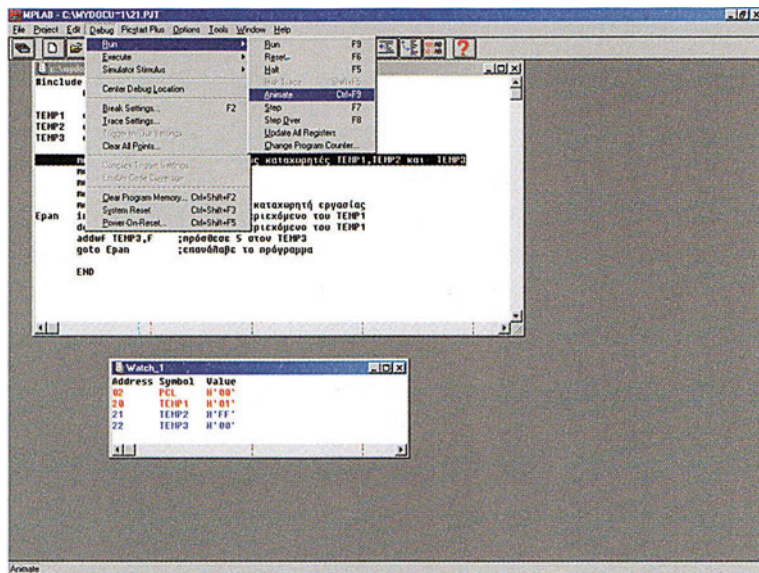 MPLAB - C:\MYDOCU~1\21.PJT
File Project Edit Debug Picstart Plus Options Tools Window Help
Run
Execute
Simulator Stimulus
Center Debug Location
Break Settings... F2
Trace Settings...
Clear All Points...
Clear Program Memory... Ctrl+Shift+F2
System Reset Ctrl+Shift+F3
Power-On-Reset... Ctrl+Shift+F5
Run F9
Reset... F6
Halt F5
Animate Ctrl+F9
Step F7
Step Over F8
Update All Registers
Change Program Counter...
#include
TEMP1
TEMP2
TEMP3
καταχωρητές TEMP1,TEMP2 και TEMP3
καταχωρητή εργασίας
Epan
του TEMP1
του TEMP1
addwf TEMP3,F ;πρόσθεσε 5 στον TEMP3
goto Epan ;επανάλαβε το πρόγραμμα
END
Watch_1
Address Symbol Value
02 PCL H'00'
20 TEMP1 H'01'
21 TEMP2 H'FF'
22 TEMP3 H'00'
Animate